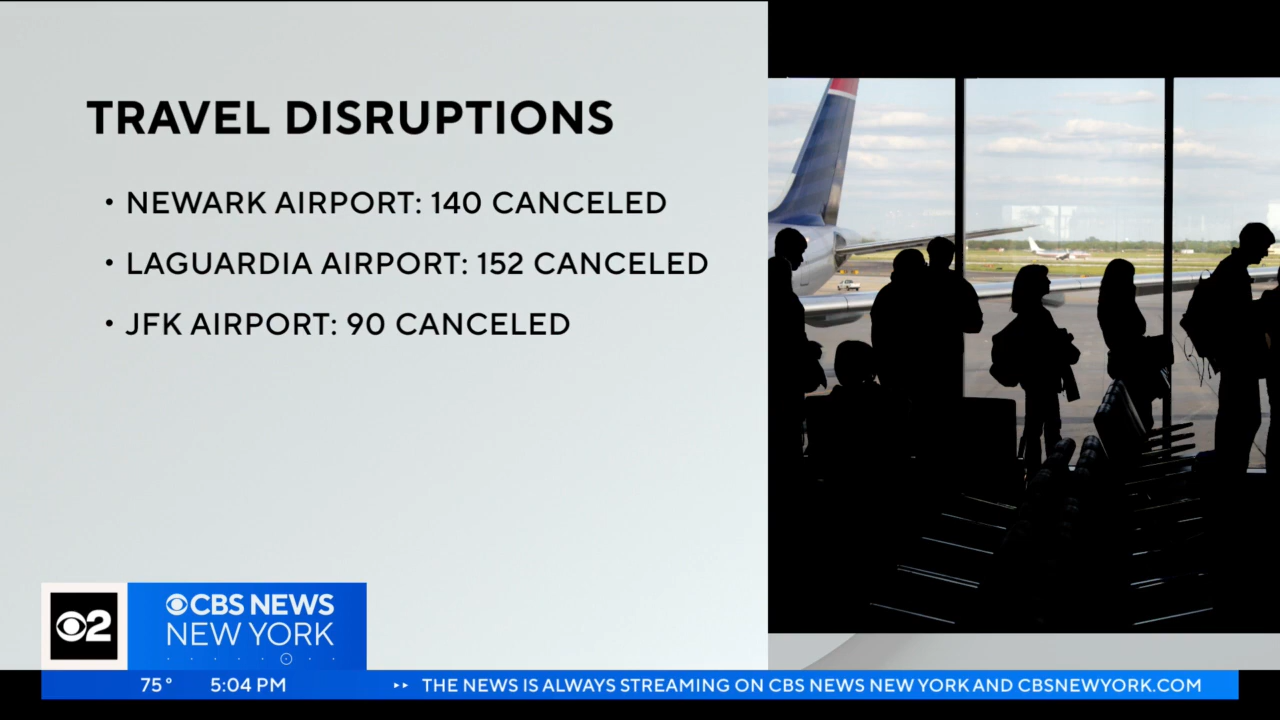 TRAVEL DISRUPTIONS
• NEWARK AIRPORT: 140 CANCELED
• LAGUARDIA AIRPORT: 152 CANCELED
• JFK AIRPORT: 90 CANCELED
2
CBS NEWS
NEW YORK
75° 5:04 PM THE NEWS IS ALWAYS STREAMING ON CBS NEWS NEW YORK AND CBSNEWYORK.COM